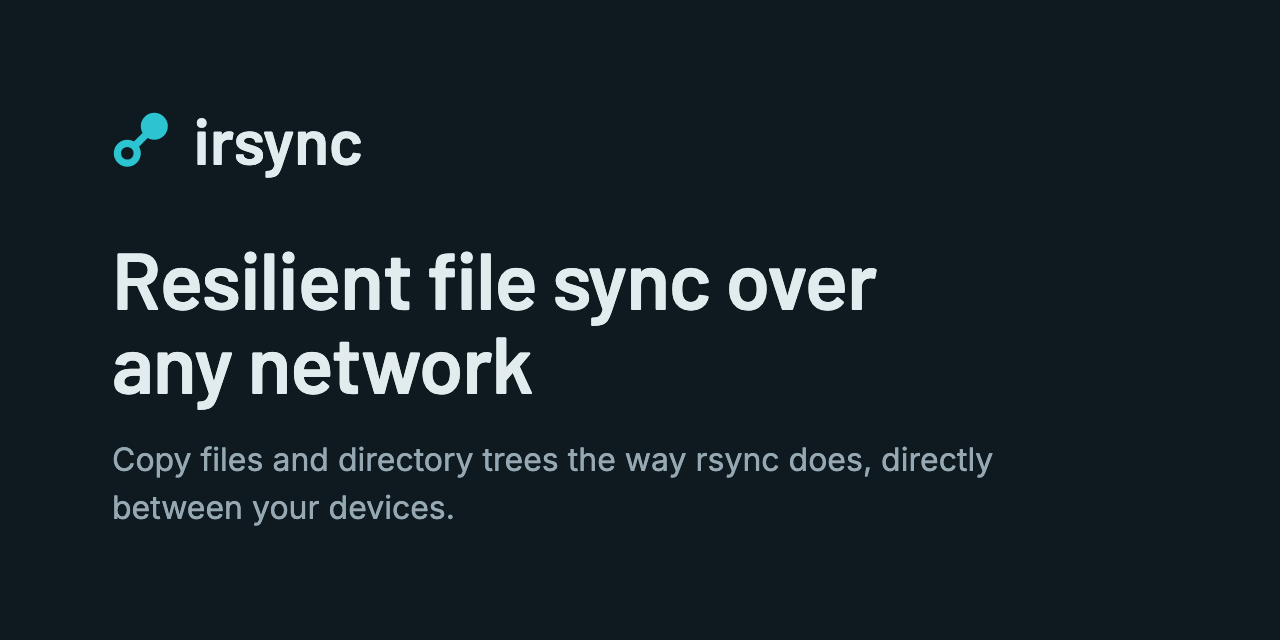 irsync
Resilient file sync over
any network
Copy files and directory trees the way rsync does, directly
between your devices.